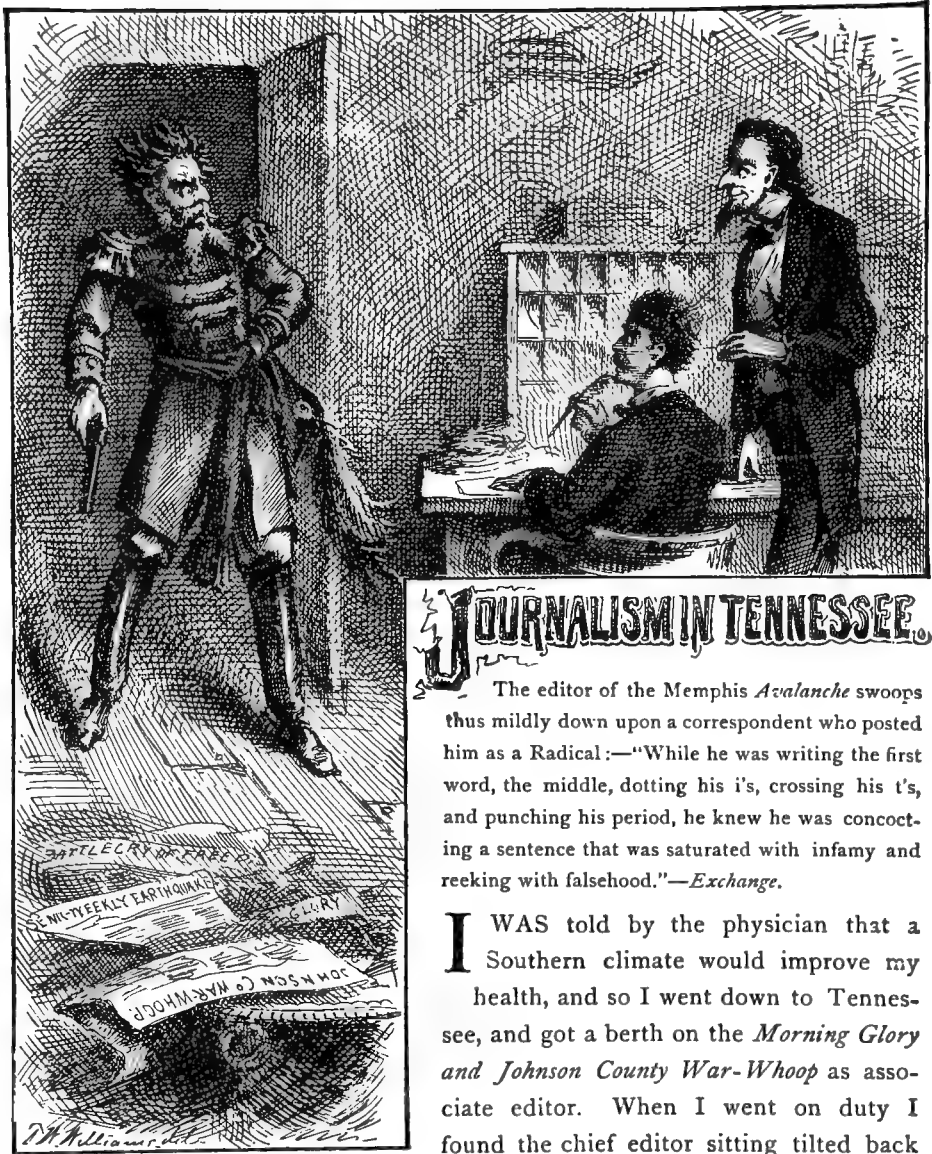 BATTLECRY OF FREED
SEMI-WEEKLY EARTHQUAKE
GLORY
JOHNSON CO WAR-WHOOP
T. W. Williams del.
JOURNALISM IN TENNESSEE.
The editor of the Memphis Avalanche swoops
thus mildly down upon a correspondent who posted
him as a Radical:—“While he was writing the first
word, the middle, dotting his i's, crossing his t's,
and punching his period, he knew he was concoct-
ing a sentence that was saturated with infamy and
reeking with falsehood.”—Exchange.
I WAS told by the physician that a
Southern climate would improve my
health, and so I went down to Tennes-
see, and got a berth on the Morning Glory
and Johnson County War-Whoop as asso-
ciate editor. When I went on duty I
found the chief editor sitting tilted back